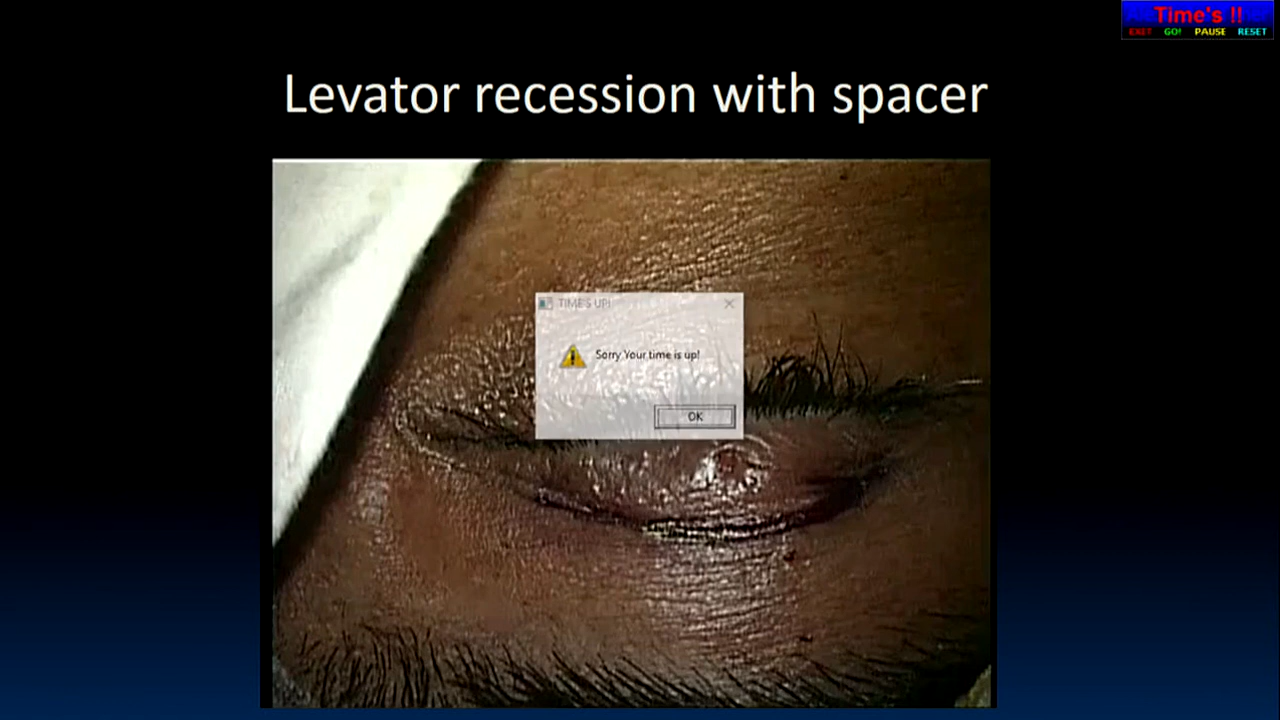 Time's !!
EXIT GO! PAUSE RESET
Levator recession with spacer
TIME'S UP!
Sorry Your time is up!
OK